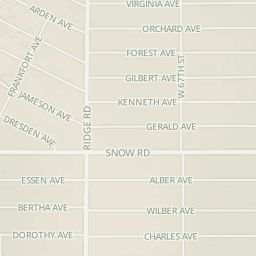 VIRGINIA AVE
ARDEN AVE
ORCHARD AVE
FRANKFORT AVE
FOREST AVE
GILBERT AVE
W 67TH ST
JAMESON AVE
KENNETH AVE
RIDGE RD
DRESDEN AVE
GERALD AVE
SNOW RD
ESSEN AVE
ALBER AVE
BERTHA AVE
WILBER AVE
DOROTHY AVE
CHARLES AVE